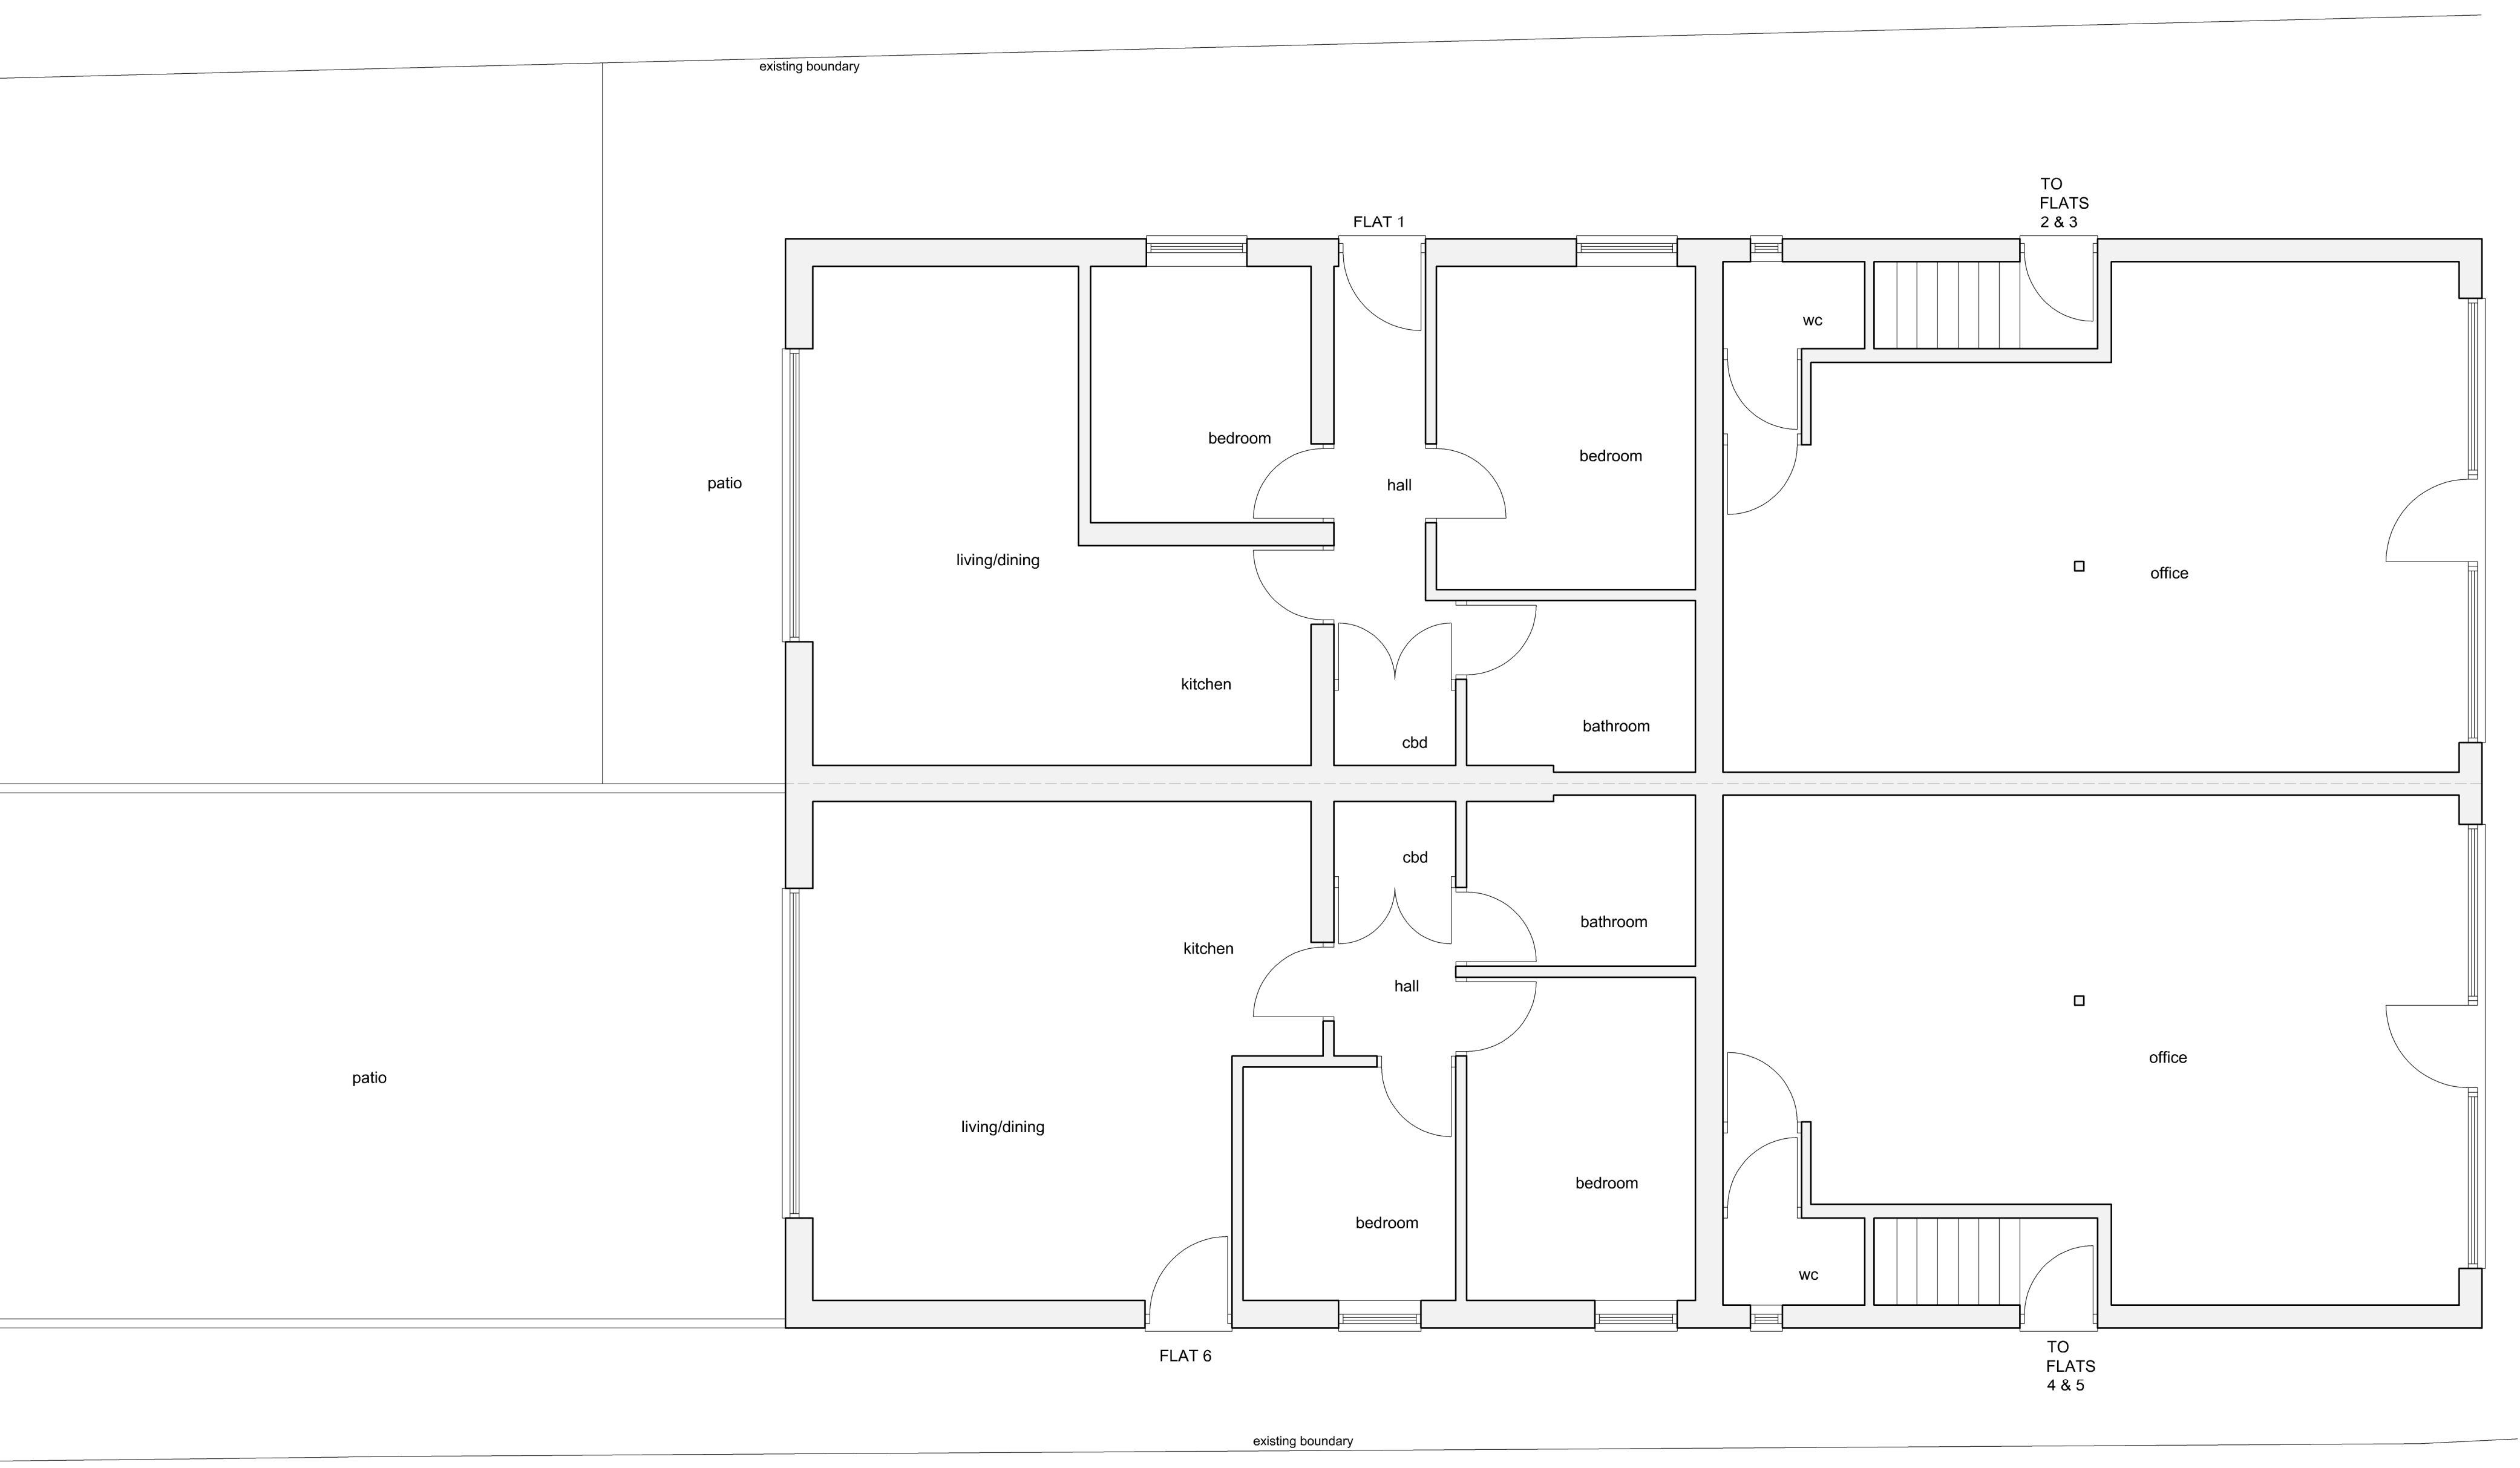 existing boundary
TO
FLATS
2 & 3
FLAT 1
wc
bedroom
bedroom
patio
hall
living/dining
office
kitchen
bathroom
cbd
cbd
bathroom
kitchen
hall
office
patio
living/dining
bedroom
bedroom
wc
FLAT 6
TO
FLATS
4 & 5
existing boundary